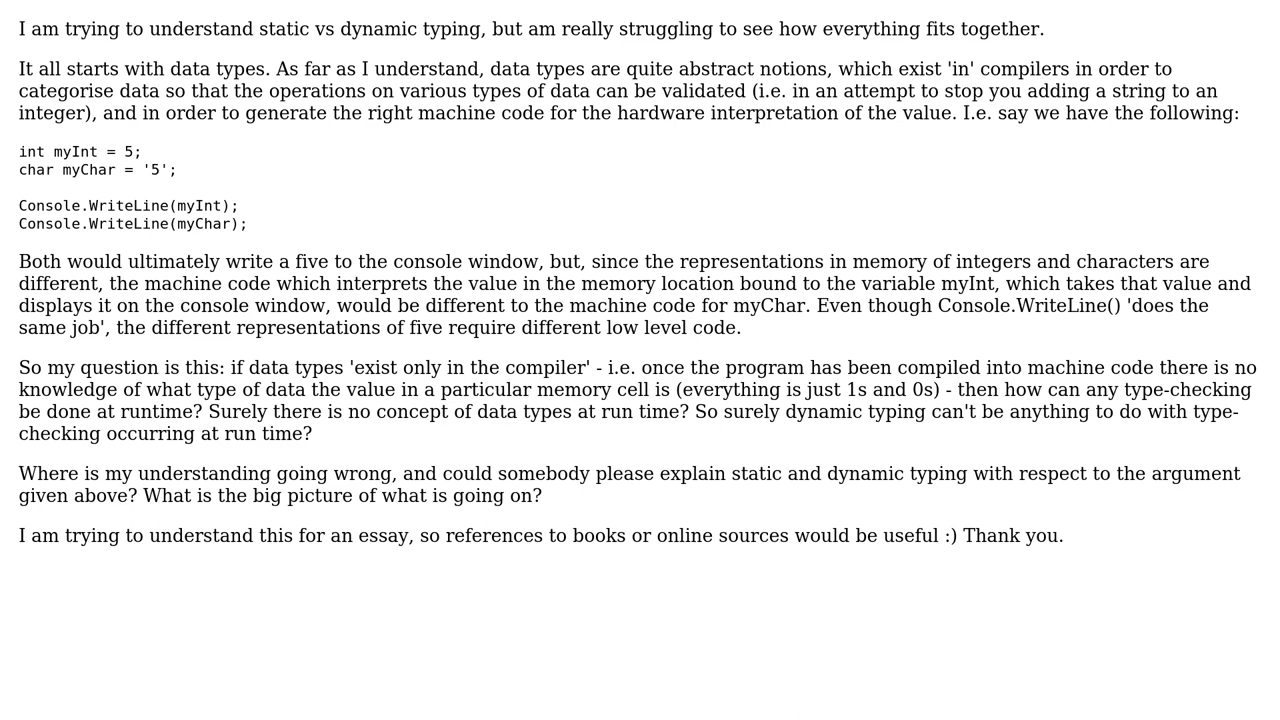 I am trying to understand static vs dynamic typing, but am really struggling to see how everything fits together.
It all starts with data types. As far as I understand, data types are quite abstract notions, which exist 'in' compilers in order to
categorise data so that the operations on various types of data can be validated (i.e. in an attempt to stop you adding a string to an
integer), and in order to generate the right machine code for the hardware interpretation of the value. I.e. say we have the following:
int myInt = 5;
char myChar = '5';
Console.WriteLine(myInt);
Console.WriteLine(myChar);
Both would ultimately write a five to the console window, but, since the representations in memory of integers and characters are
different, the machine code which interprets the value in the memory location bound to the variable myInt, which takes that value and
displays it on the console window, would be different to the machine code for myChar. Even though Console.WriteLine() 'does the
same job', the different representations of five require different low level code.
So my question is this: if data types 'exist only in the compiler' - i.e. once the program has been compiled into machine code there is no
knowledge of what type of data the value in a particular memory cell is (everything is just 1s and 0s) - then how can any type-checking
be done at runtime? Surely there is no concept of data types at run time? So surely dynamic typing can't be anything to do with type-
checking occurring at run time?
Where is my understanding going wrong, and could somebody please explain static and dynamic typing with respect to the argument
given above? What is the big picture of what is going on?
I am trying to understand this for an essay, so references to books or online sources would be useful :) Thank you.